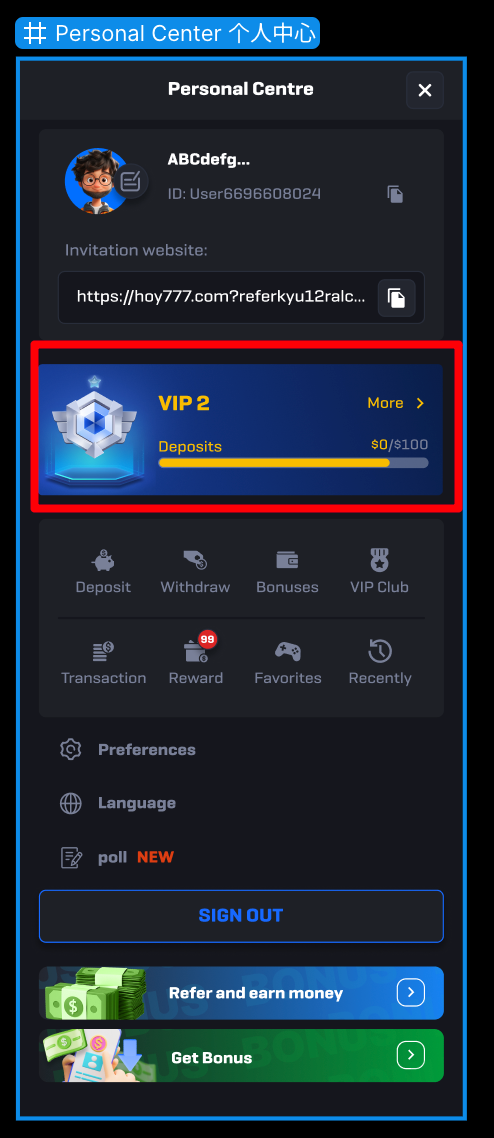 Personal Center 个人中心
Personal Centre
ABCdefg...
ID: User6696608024
Invitation website:
https://hoy777.com?referkyu12ralc...
VIP 2
More
Deposits
$0/$100
Deposit
Withdraw
Bonuses
VIP Club
99
Transaction
Reward
Favorites
Recently
Preferences
Language
poll NEW
SIGN OUT
BONUS
Refer and earn money
BONUS
Get Bonus